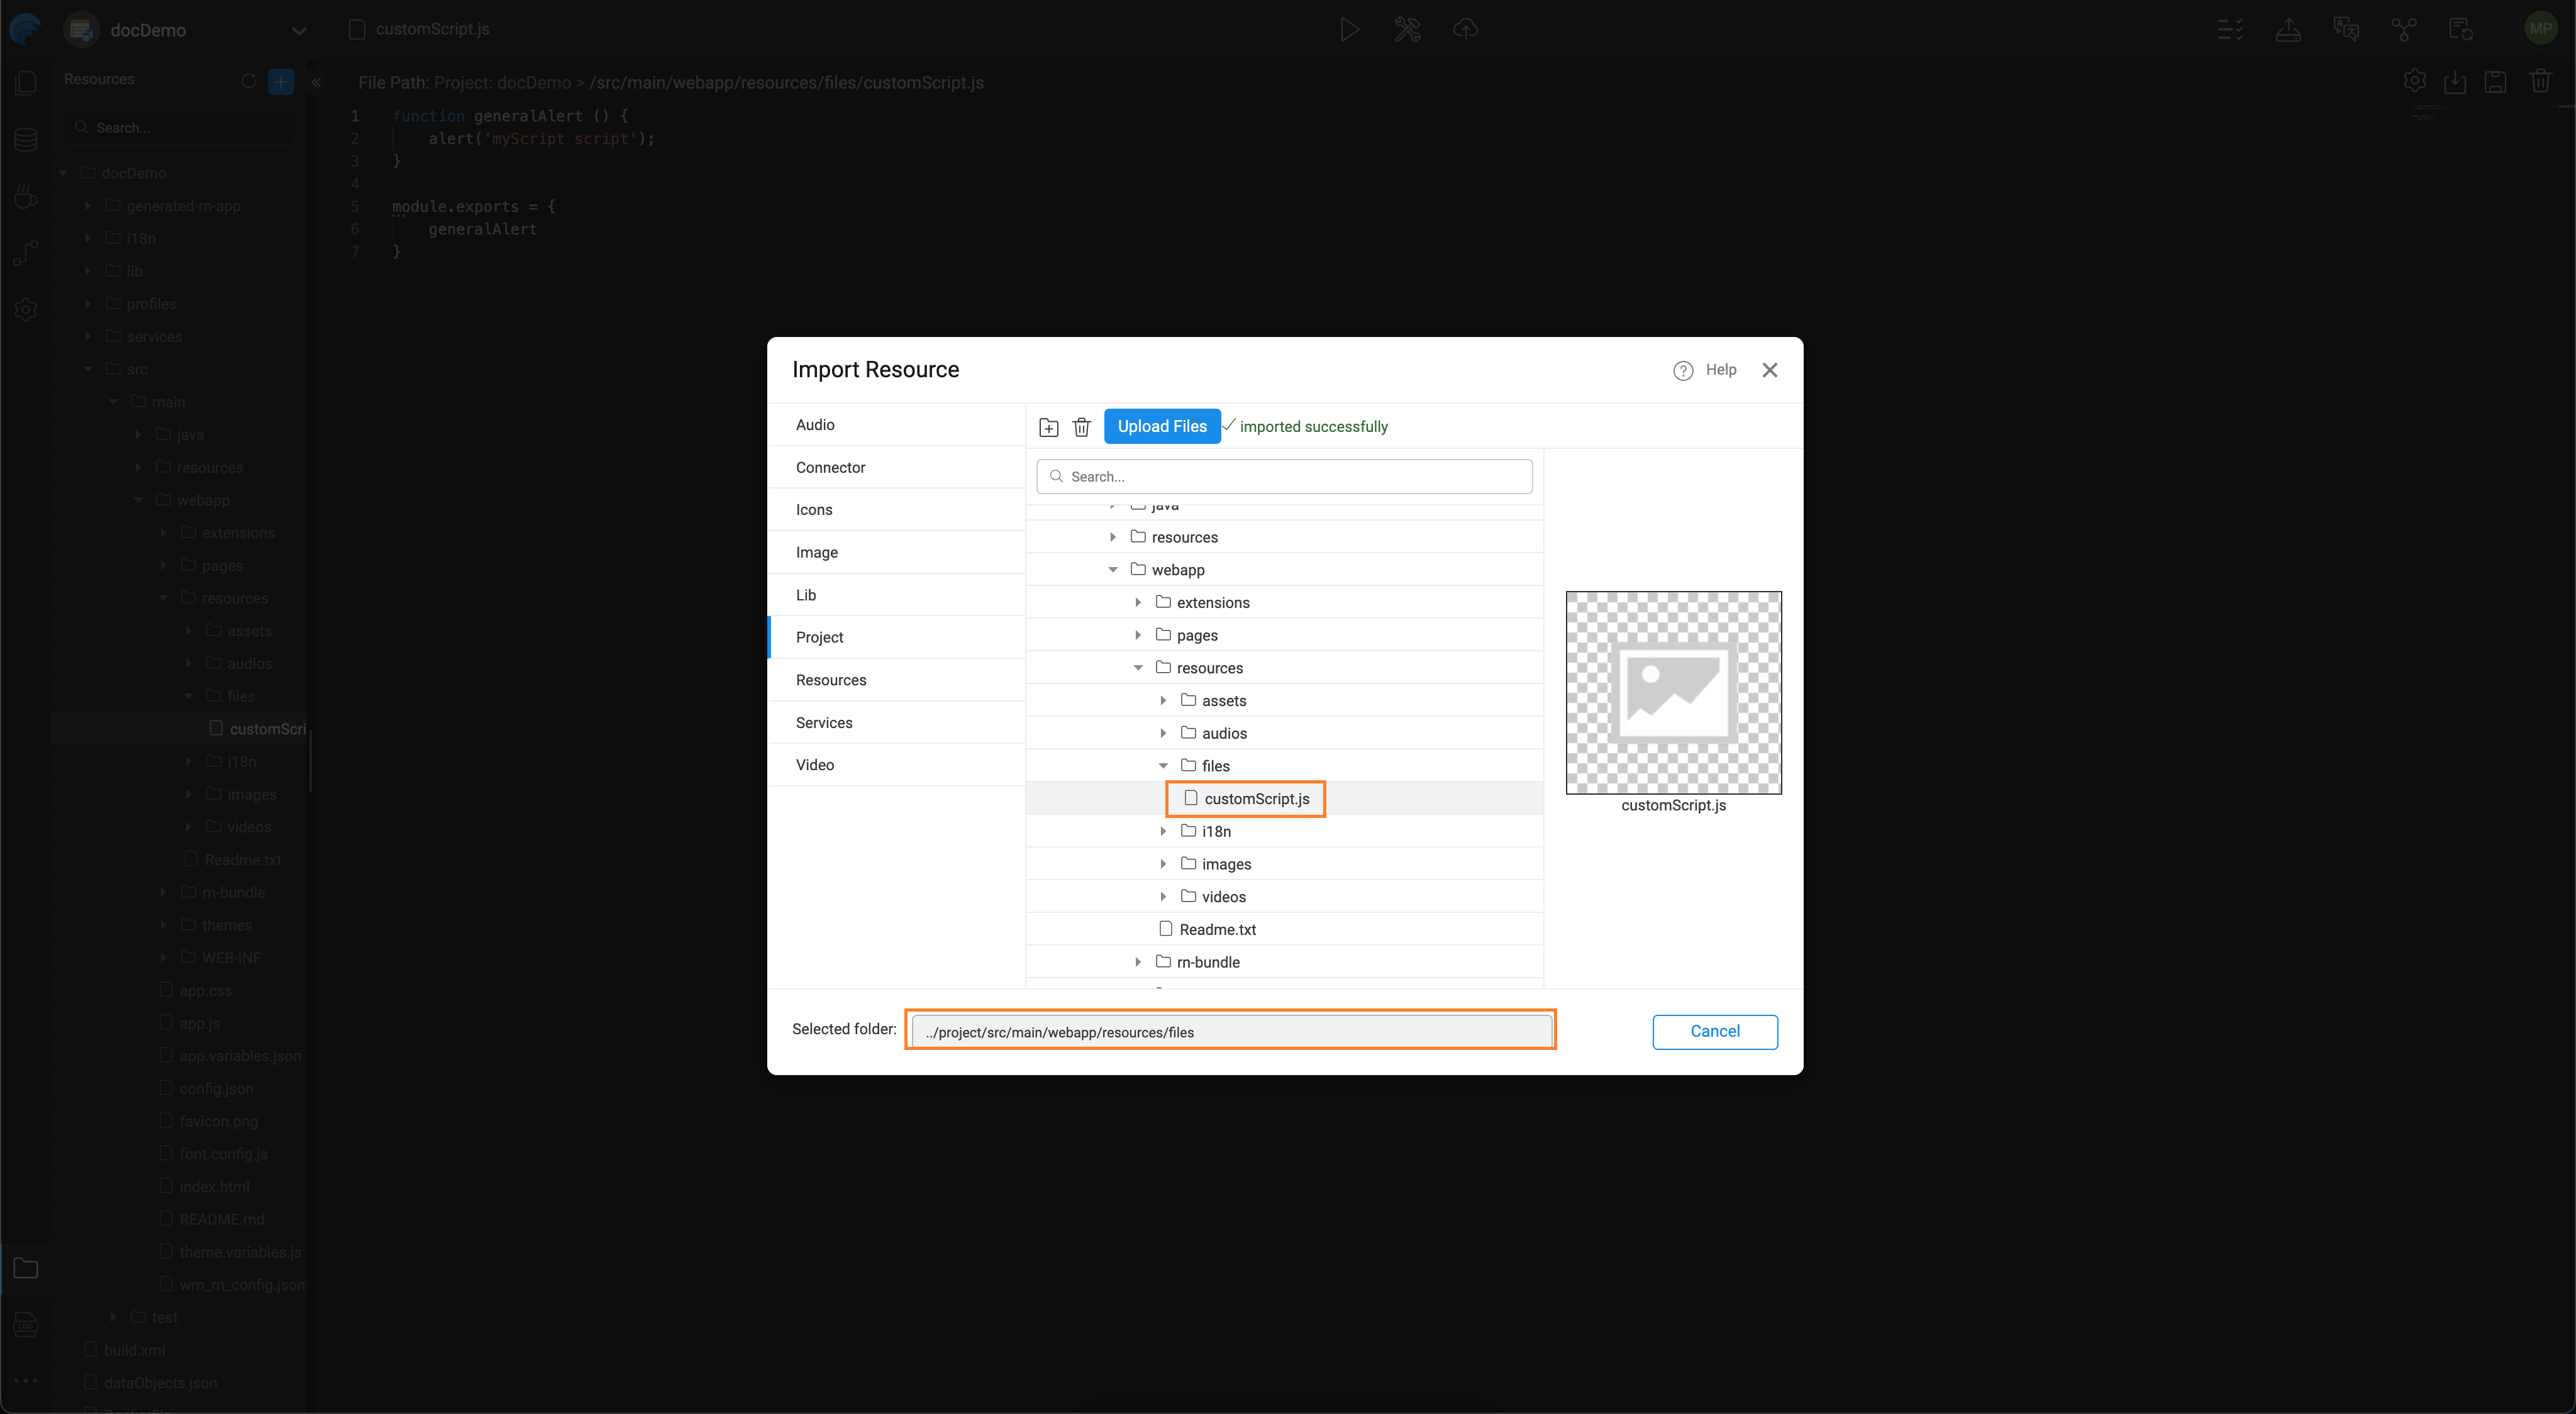 docDemo
customScript.js
MP
Resources
File Path: Project: docDemo > /src/main/webapp/resources/files/customScript.js
Search...
1 function generalAlert () {
2 alert('myScript script');
3 }
4
5 module.exports = {
6 generalAlert
7 }
docDemo
generated-rn-app
i18n
lib
profiles
services
src
main
java
resources
webapp
extensions
pages
resources
assets
audios
files
customScri
i18n
images
videos
Readme.txt
rn-bundle
themes
WEB-INF
app.css
app.js
app.variables.json
config.json
favicon.png
font.config.js
index.html
README.md
theme.variables.js
wm_rn_config.json
test
build.xml
dataObjects.json
LOG
Import Resource
Help
Audio
Connector
Icons
Image
Lib
Project
Resources
Services
Video
Upload Files
imported successfully
Search...
java
resources
webapp
extensions
pages
resources
assets
audios
files
customScript.js
i18n
images
videos
Readme.txt
rn-bundle
customScript.js
Selected folder:
../project/src/main/webapp/resources/files
Cancel